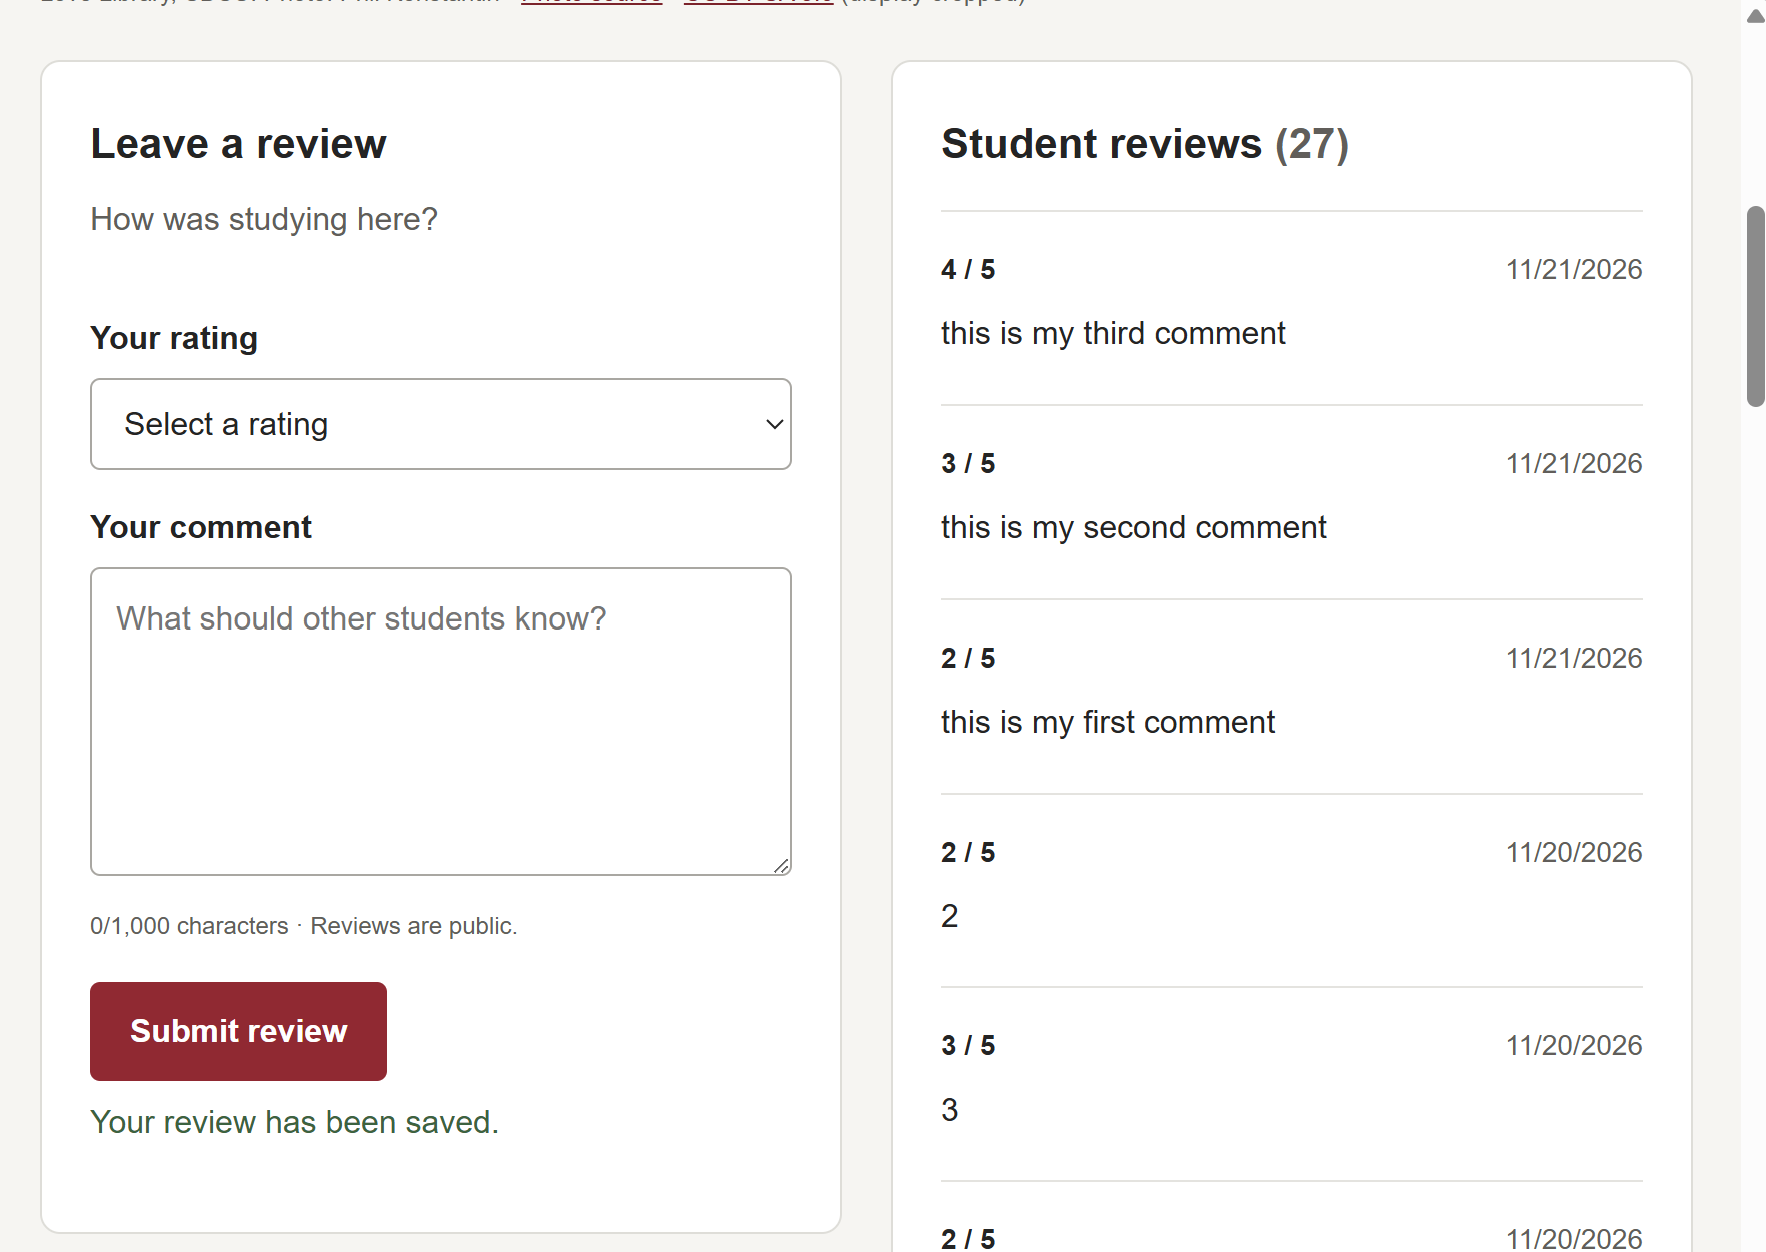 Leave a review
How was studying here?
Your rating
Select a rating
Your comment
What should other students know?
0/1,000 characters · Reviews are public.
Submit review
Your review has been saved.
Student reviews (27)
4 / 5 11/21/2026
this is my third comment
3 / 5 11/21/2026
this is my second comment
2 / 5 11/21/2026
this is my first comment
2 / 5 11/20/2026
2
3 / 5 11/20/2026
3
2 / 5 11/20/2026